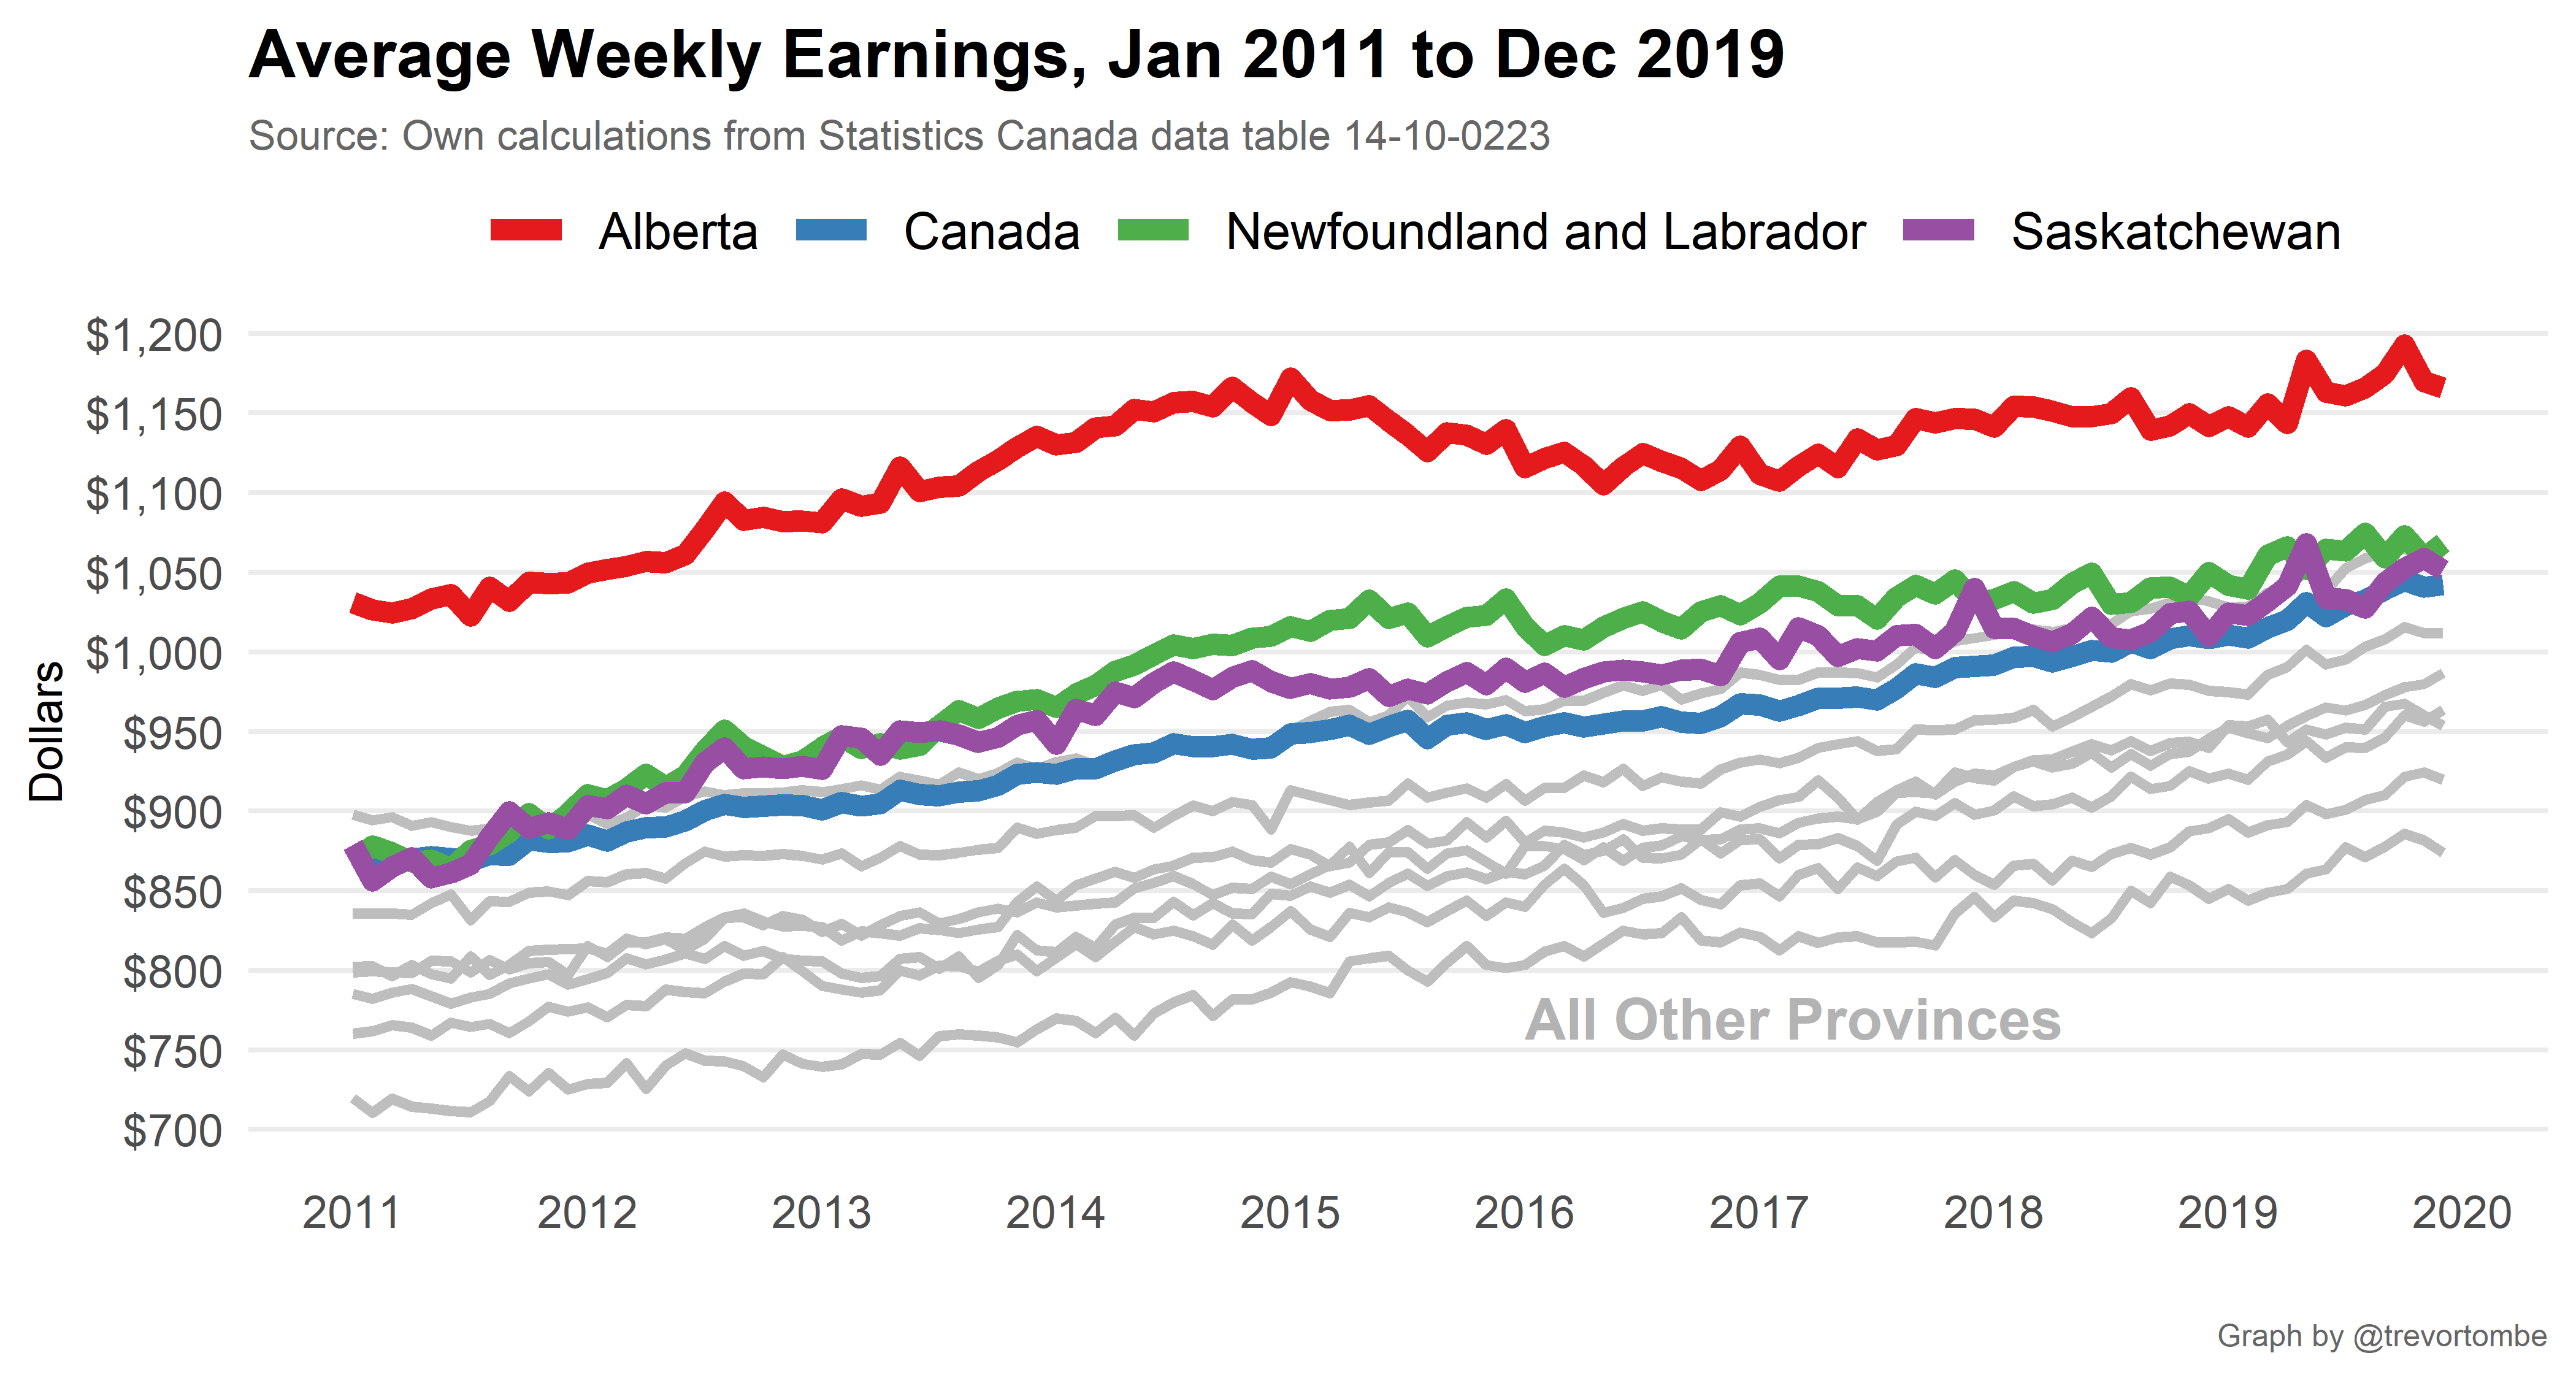 Average Weekly Earnings, Jan 2011 to Dec 2019
Source: Own calculations from Statistics Canada data table 14-10-0223
Alberta Canada Newfoundland and Labrador Saskatchewan
$1,200
$1,150
$1,100
$1,050
$1,000
$950
$900
$850
$800
$750
$700
Dollars
All Other Provinces
2011 2012 2013 2014 2015 2016 2017 2018 2019 2020
Graph by @trevortombe